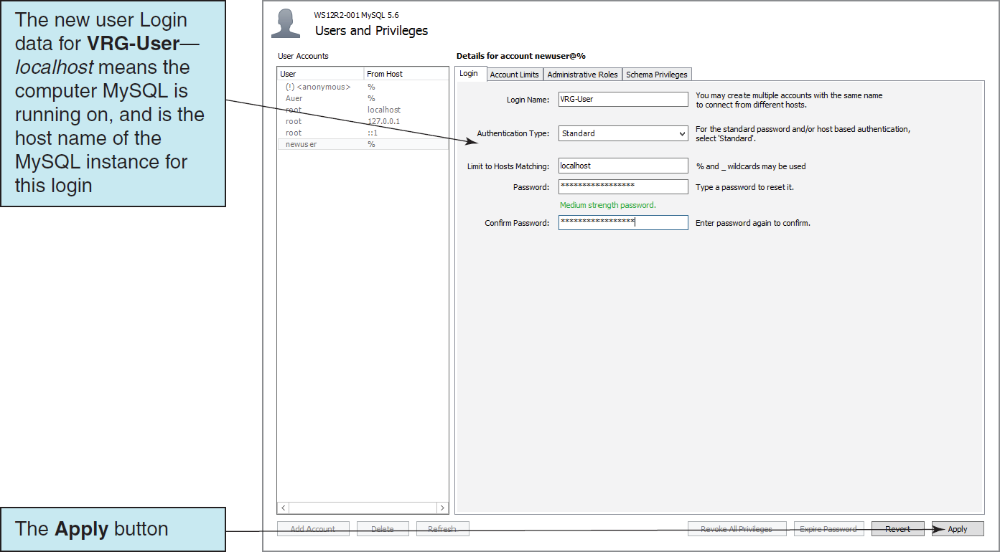 The new user Login
data for VRG-User—
localhost means the
computer MySQL is
running on, and is the
host name of the
MySQL instance for
this login
The Apply button
WS12R2-001 MySQL 5.6
Users and Privileges
User Accounts
User From Host
(!) <anonymous> %
Auer %
root localhost
root 127.0.0.1
root ::1
newuser %
Details for account newuser@%
Login Account Limits Administrative Roles Schema Privileges
Login Name: VRG-User You may create multiple accounts with the same name
to connect from different hosts.
Authentication Type: Standard For the standard password and/or host based authentication,
select 'Standard'.
Limit to Hosts Matching: localhost % and _ wildcards may be used
Password: ***************** Type a password to reset it.
Medium strength password.
Confirm Password: ***************** Enter password again to confirm.
Add Account Delete Refresh Revoke All Privileges Expire Password Revert Apply